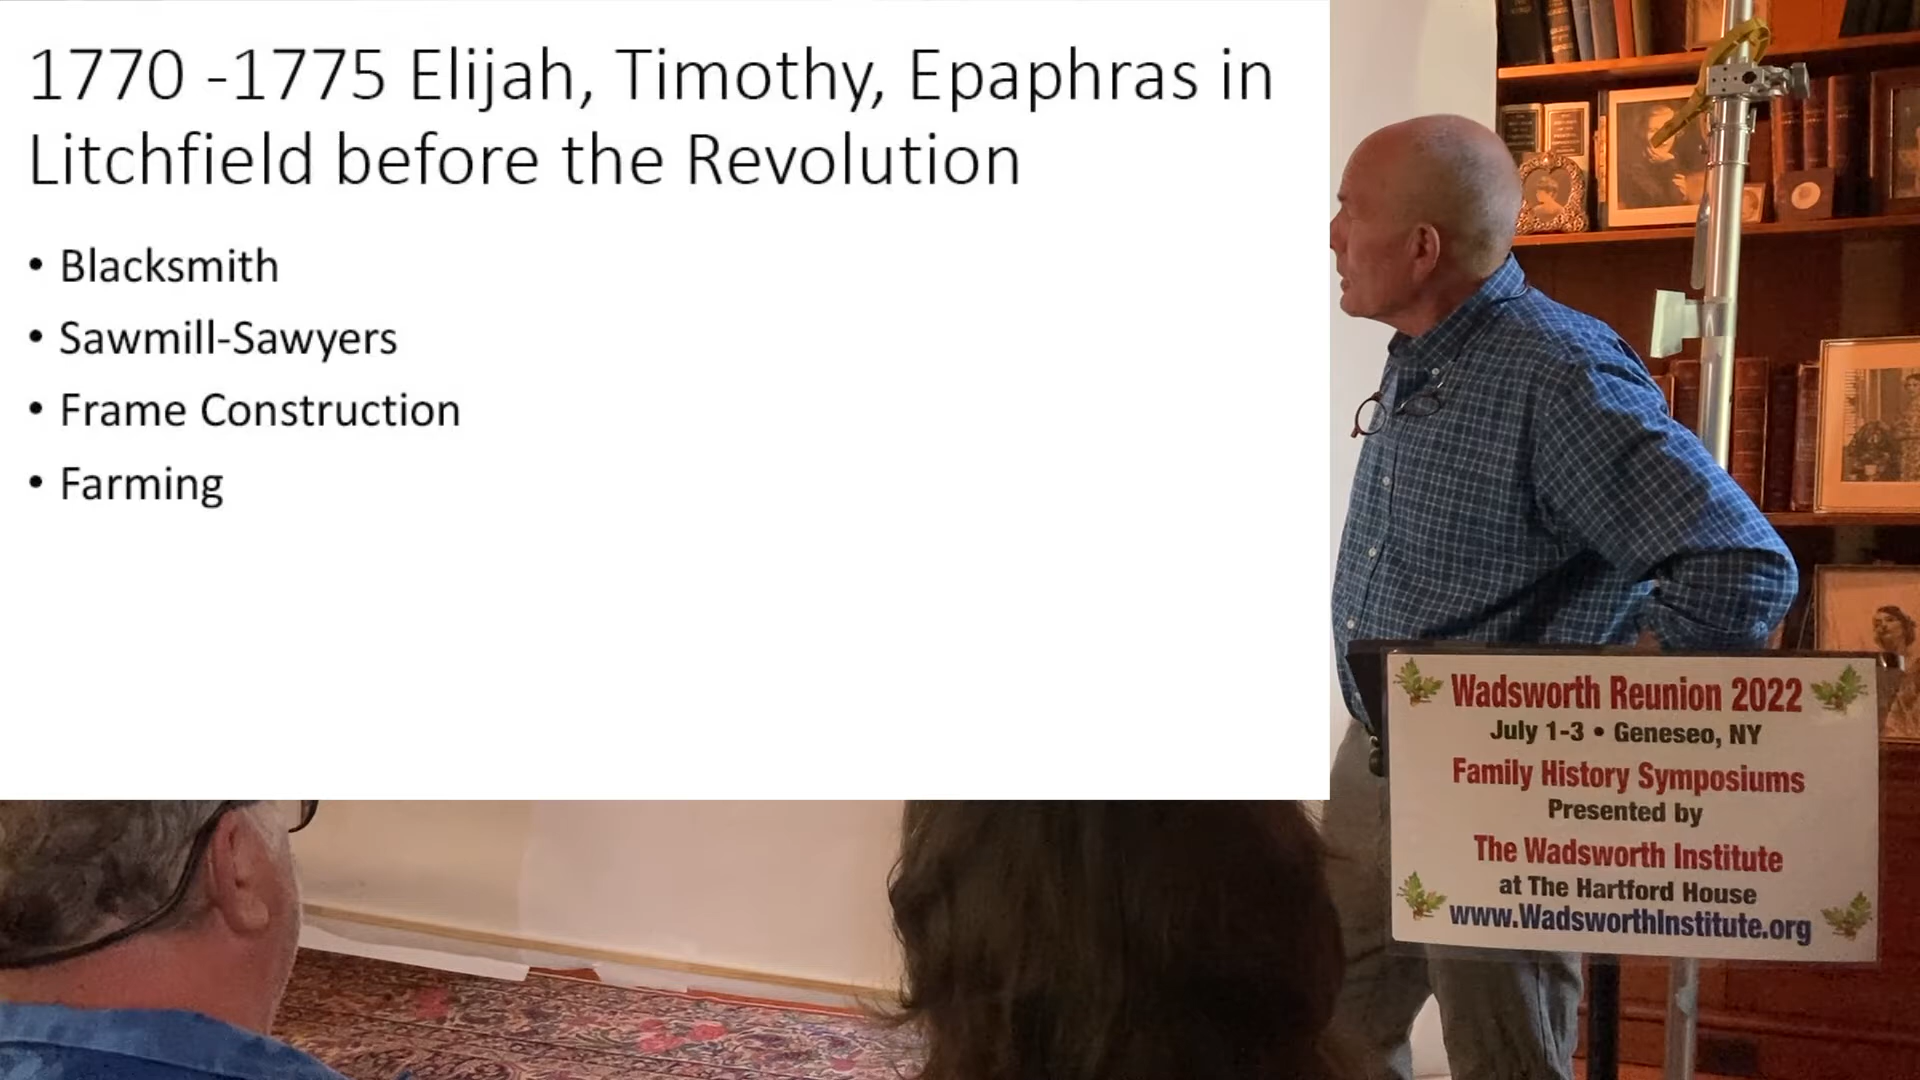 1770 -1775 Elijah, Timothy, Epaphras in
Litchfield before the Revolution
• Blacksmith
• Sawmill-Sawyers
• Frame Construction
• Farming
Wadsworth Reunion 2022
July 1-3 • Geneseo, NY
Family History Symposiums
Presented by
The Wadsworth Institute
at The Hartford House
www.WadsworthInstitute.org